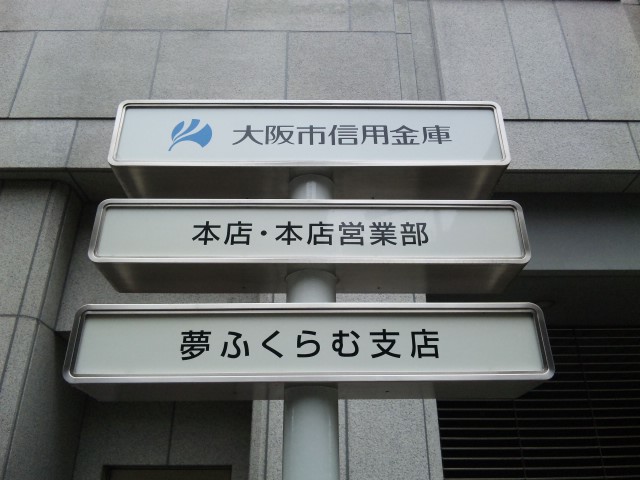 大阪市信用金庫
本店・本店営業部
夢ふくらむ支店